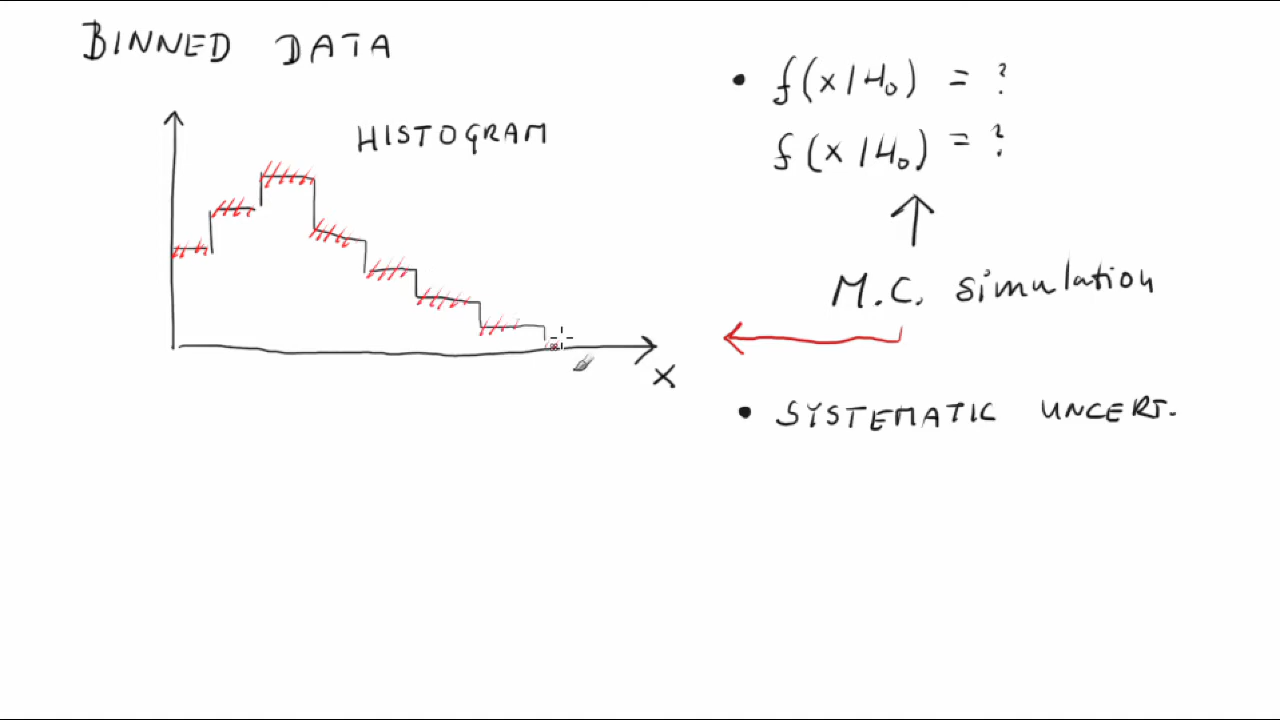 BINNED DATA
HISTOGRAM
x
• f(x|H₀) = ?
f(x|H₀) = ?
M.C. simulation
• SYSTEMATIC UNCERT.